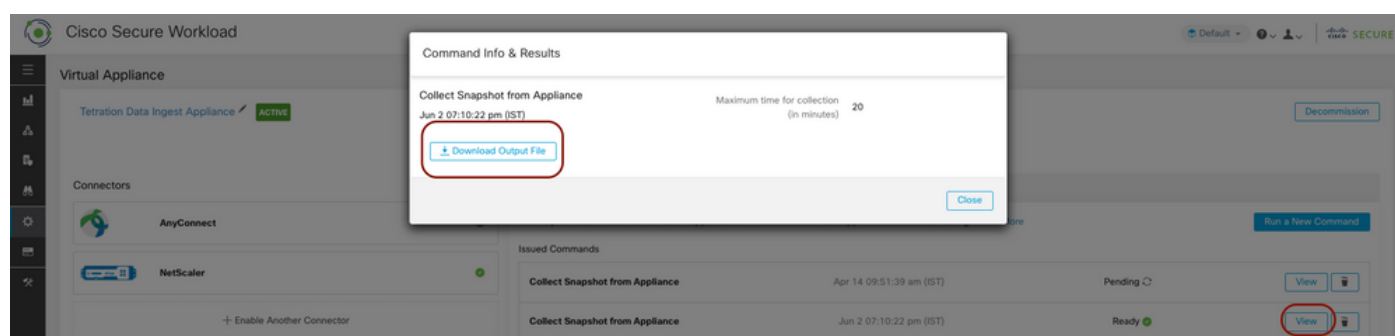 Cisco Secure Workload
Default
CISCO SECURE
Virtual Appliance
Tetration Data Ingest Appliance ACTIVE
Decommission
Command Info & Results
Collect Snapshot from Appliance
Jun 2 07:10:22 pm (IST)
Maximum time for collection
(in minutes)
20
Download Output File
Close
Connectors
AnyConnect
NetScaler
+ Enable Another Connector
Run a New Command
Issued Commands
Collect Snapshot from Appliance Apr 14 09:51:39 am (IST) Pending View
Collect Snapshot from Appliance Jun 2 07:10:22 pm (IST) Ready View